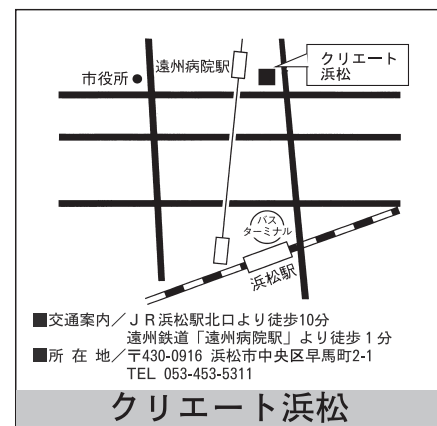 遠州病院駅
クリエート
浜松
市役所
バス
ターミナル
浜松駅
■交通案内／ＪＲ浜松駅北口より徒歩10分
遠州鉄道「遠州病院駅」より徒歩１分
■所 在 地／〒430-0916 浜松市中央区早馬町2-1
TEL 053-453-5311
クリエート浜松